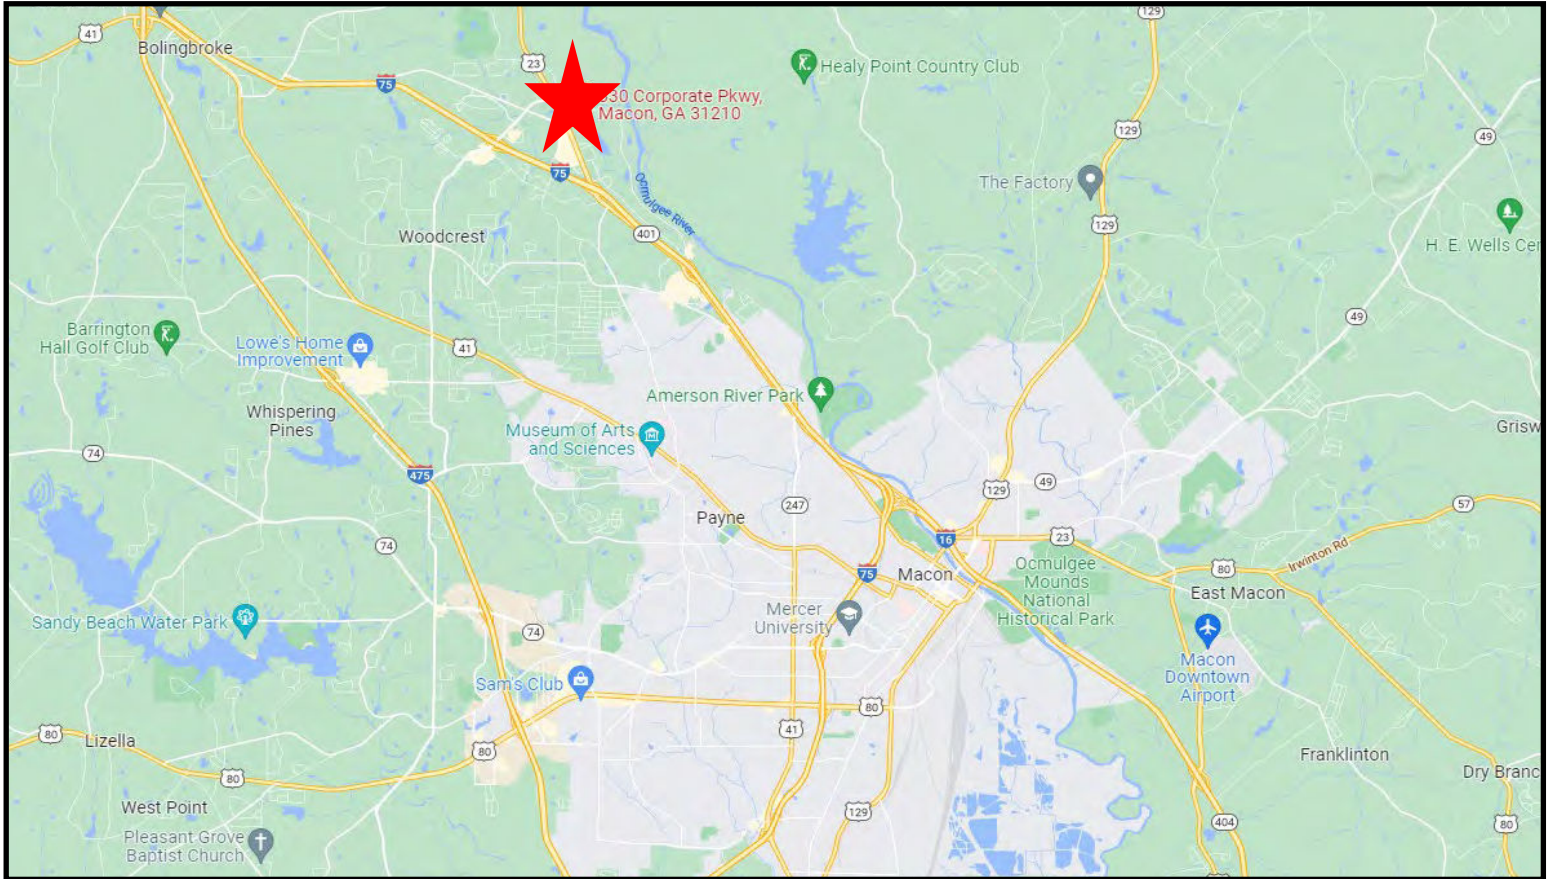 129
41
Bolingbroke
23
Healy Point Country Club
75
Corporate Pkwy,
Macon, GA 31210
129
49
75
The Factory
Ocmulgee River
129
H. E. Wells
Woodcrest
401
49
Barrington
Hall Golf Club
Lowe's Home
Improvement
41
Amerson River Park
Whispering
Pines
Museum of Arts
and Sciences
Grisw
74
475
129
49
247
57
Payne
16
23
74
Irwinton Rd
Ocmulgee
Mounds
National
Historical Park
75
Macon
80
East Macon
Mercer
University
Sandy Beach Water Park
74
Macon
Downtown
Airport
Sam's Club
80
41
80
Lizella
80
Franklinton
80
Dry Branc
West Point
129
404
80
Pleasant Grove
Baptist Church